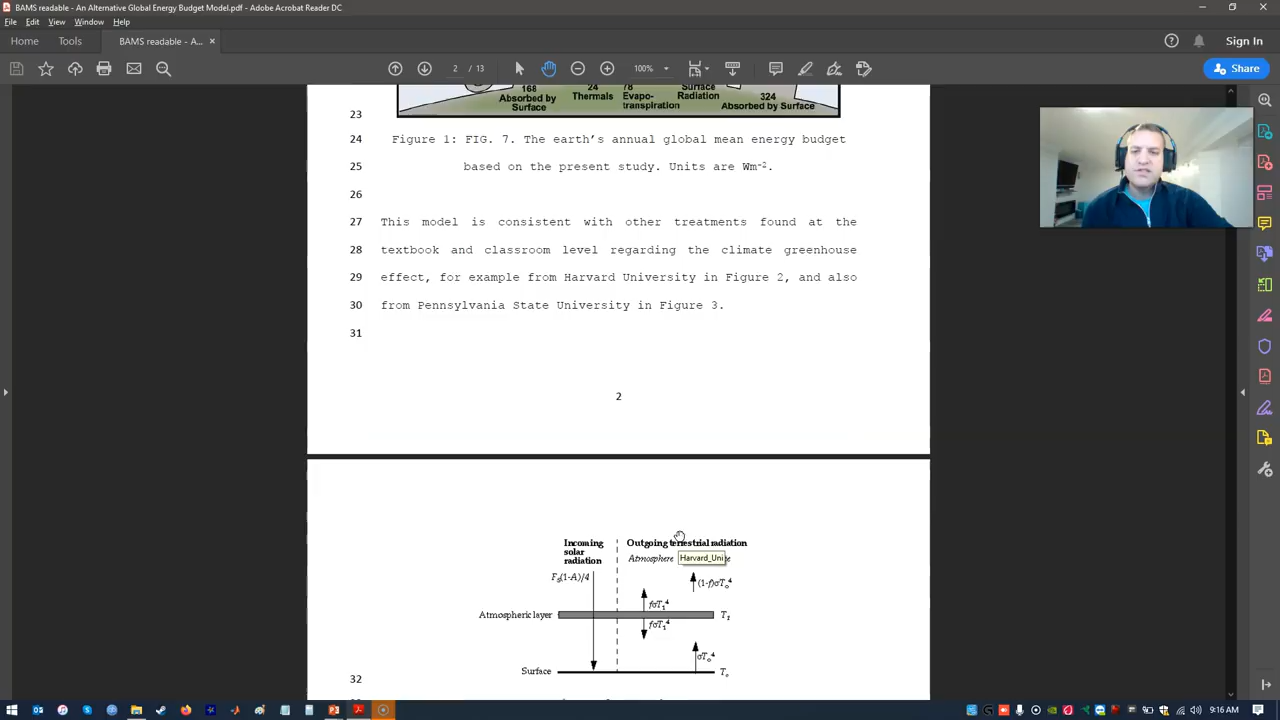 BAMS readable - An Alternative Global Energy Budget Model.pdf - Adobe Acrobat Reader DC
File Edit View Window Help
Home Tools BAMS readable - A... × Sign In
2 / 13 100% Share
168
Absorbed by
Surface
24
Thermals
78
Evapo-
transpiration
Surface
Radiation
324
Absorbed by Surface
23
24 Figure 1: FIG. 7. The earth’s annual global mean energy budget
25 based on the present study. Units are Wm⁻².
26
27 This model is consistent with other treatments found at the
28 textbook and classroom level regarding the climate greenhouse
29 effect, for example from Harvard University in Figure 2, and also
30 from Pennsylvania State University in Figure 3.
31
2
Incoming
solar
radiation
Outgoing terrestrial radiation
Atmosphere
Harvard_Uni
Fₛ(1-A)/4
(1-f)σTₒ⁴
fσT₁⁴
Atmospheric layer T₁
fσT₁⁴
σTₒ⁴
Surface Tₒ
32
9:16 AM